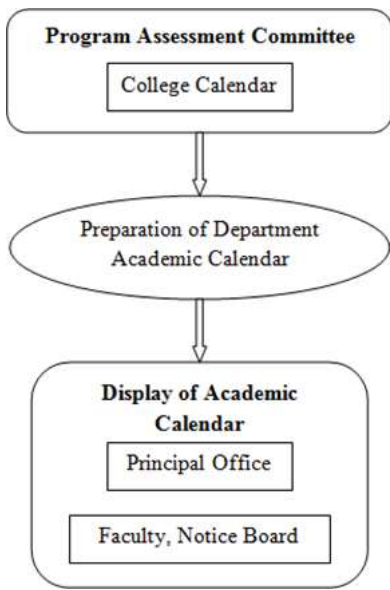 Program Assessment Committee
College Calendar
Preparation of Department
Academic Calendar
Display of Academic
Calendar
Principal Office
Faculty, Notice Board